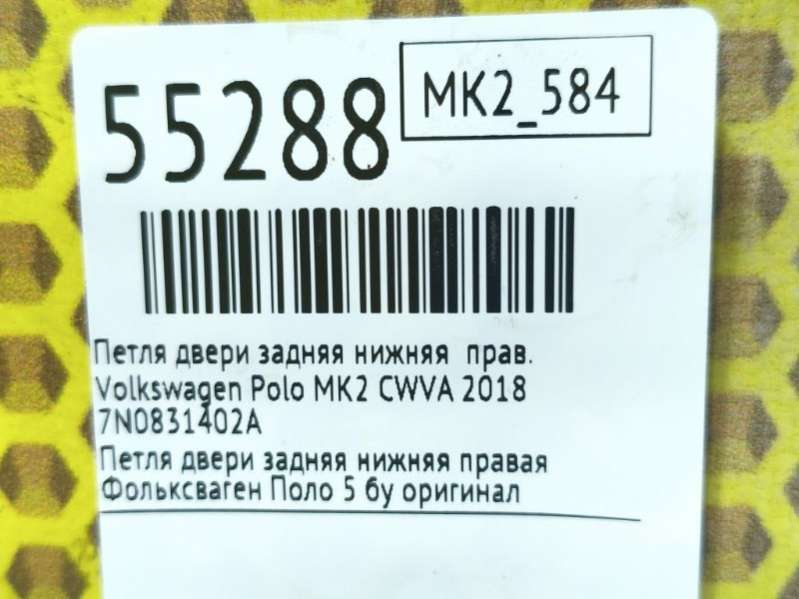 55288
МК2_584
Петля двери задняя нижняя прав.
Volkswagen Polo MK2 CWVA 2018
7N0831402A
Петля двери задняя нижняя правая
Фольксваген Поло 5 бу оригинал